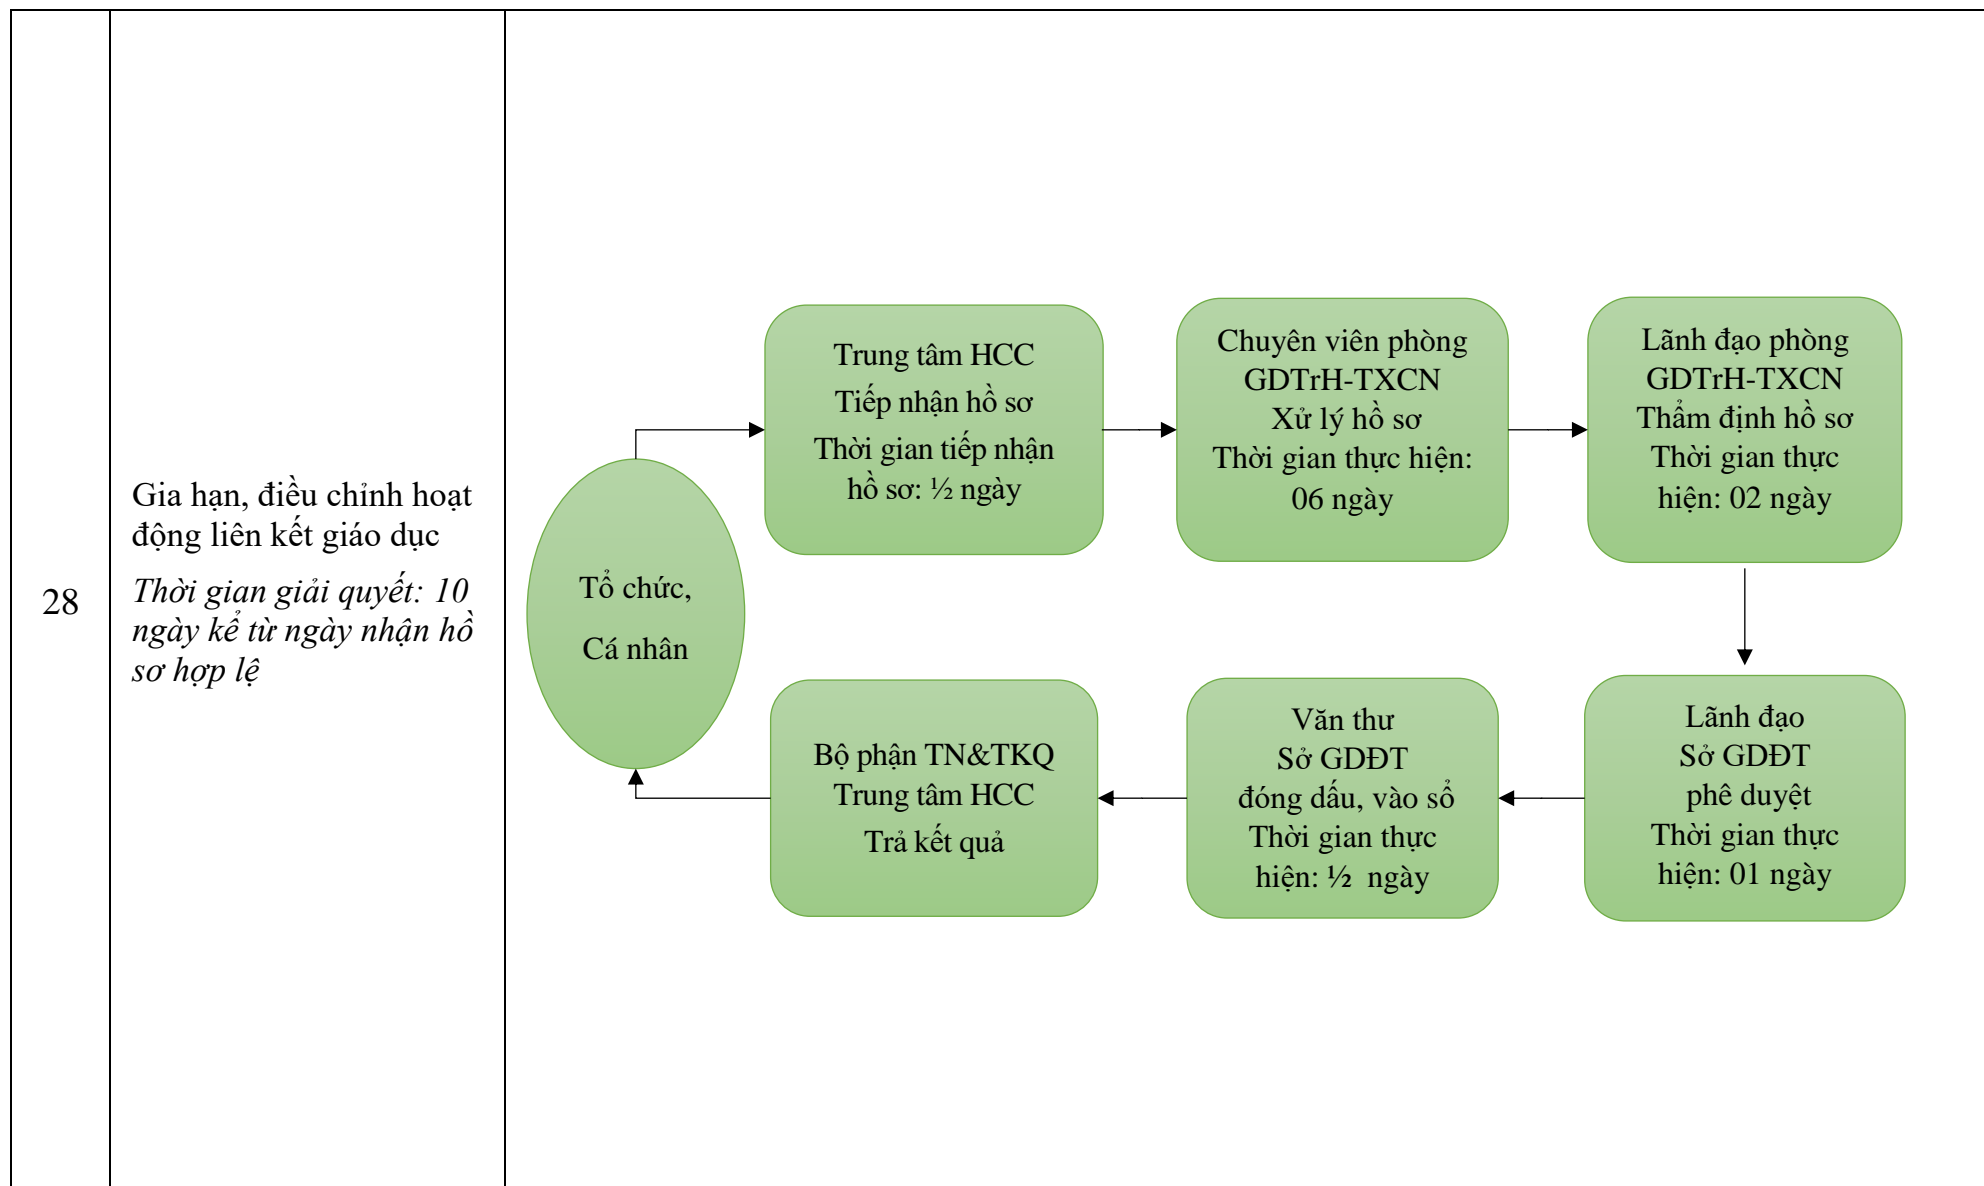 28
Gia hạn, điều chỉnh hoạt
động liên kết giáo dục
Thời gian giải quyết: 10
ngày kể từ ngày nhận hồ
sơ hợp lệ
Tổ chức,
Cá nhân
Trung tâm HCC
Tiếp nhận hồ sơ
Thời gian tiếp nhận
hồ sơ: ½ ngày
Chuyên viên phòng
GDTrH-TXCN
Xử lý hồ sơ
Thời gian thực hiện:
06 ngày
Lãnh đạo phòng
GDTrH-TXCN
Thẩm định hồ sơ
Thời gian thực
hiện: 02 ngày
Lãnh đạo
Sở GDĐT
phê duyệt
Thời gian thực
hiện: 01 ngày
Văn thư
Sở GDĐT
đóng dấu, vào sổ
Thời gian thực
hiện: ½ ngày
Bộ phận TN&TKQ
Trung tâm HCC
Trả kết quả